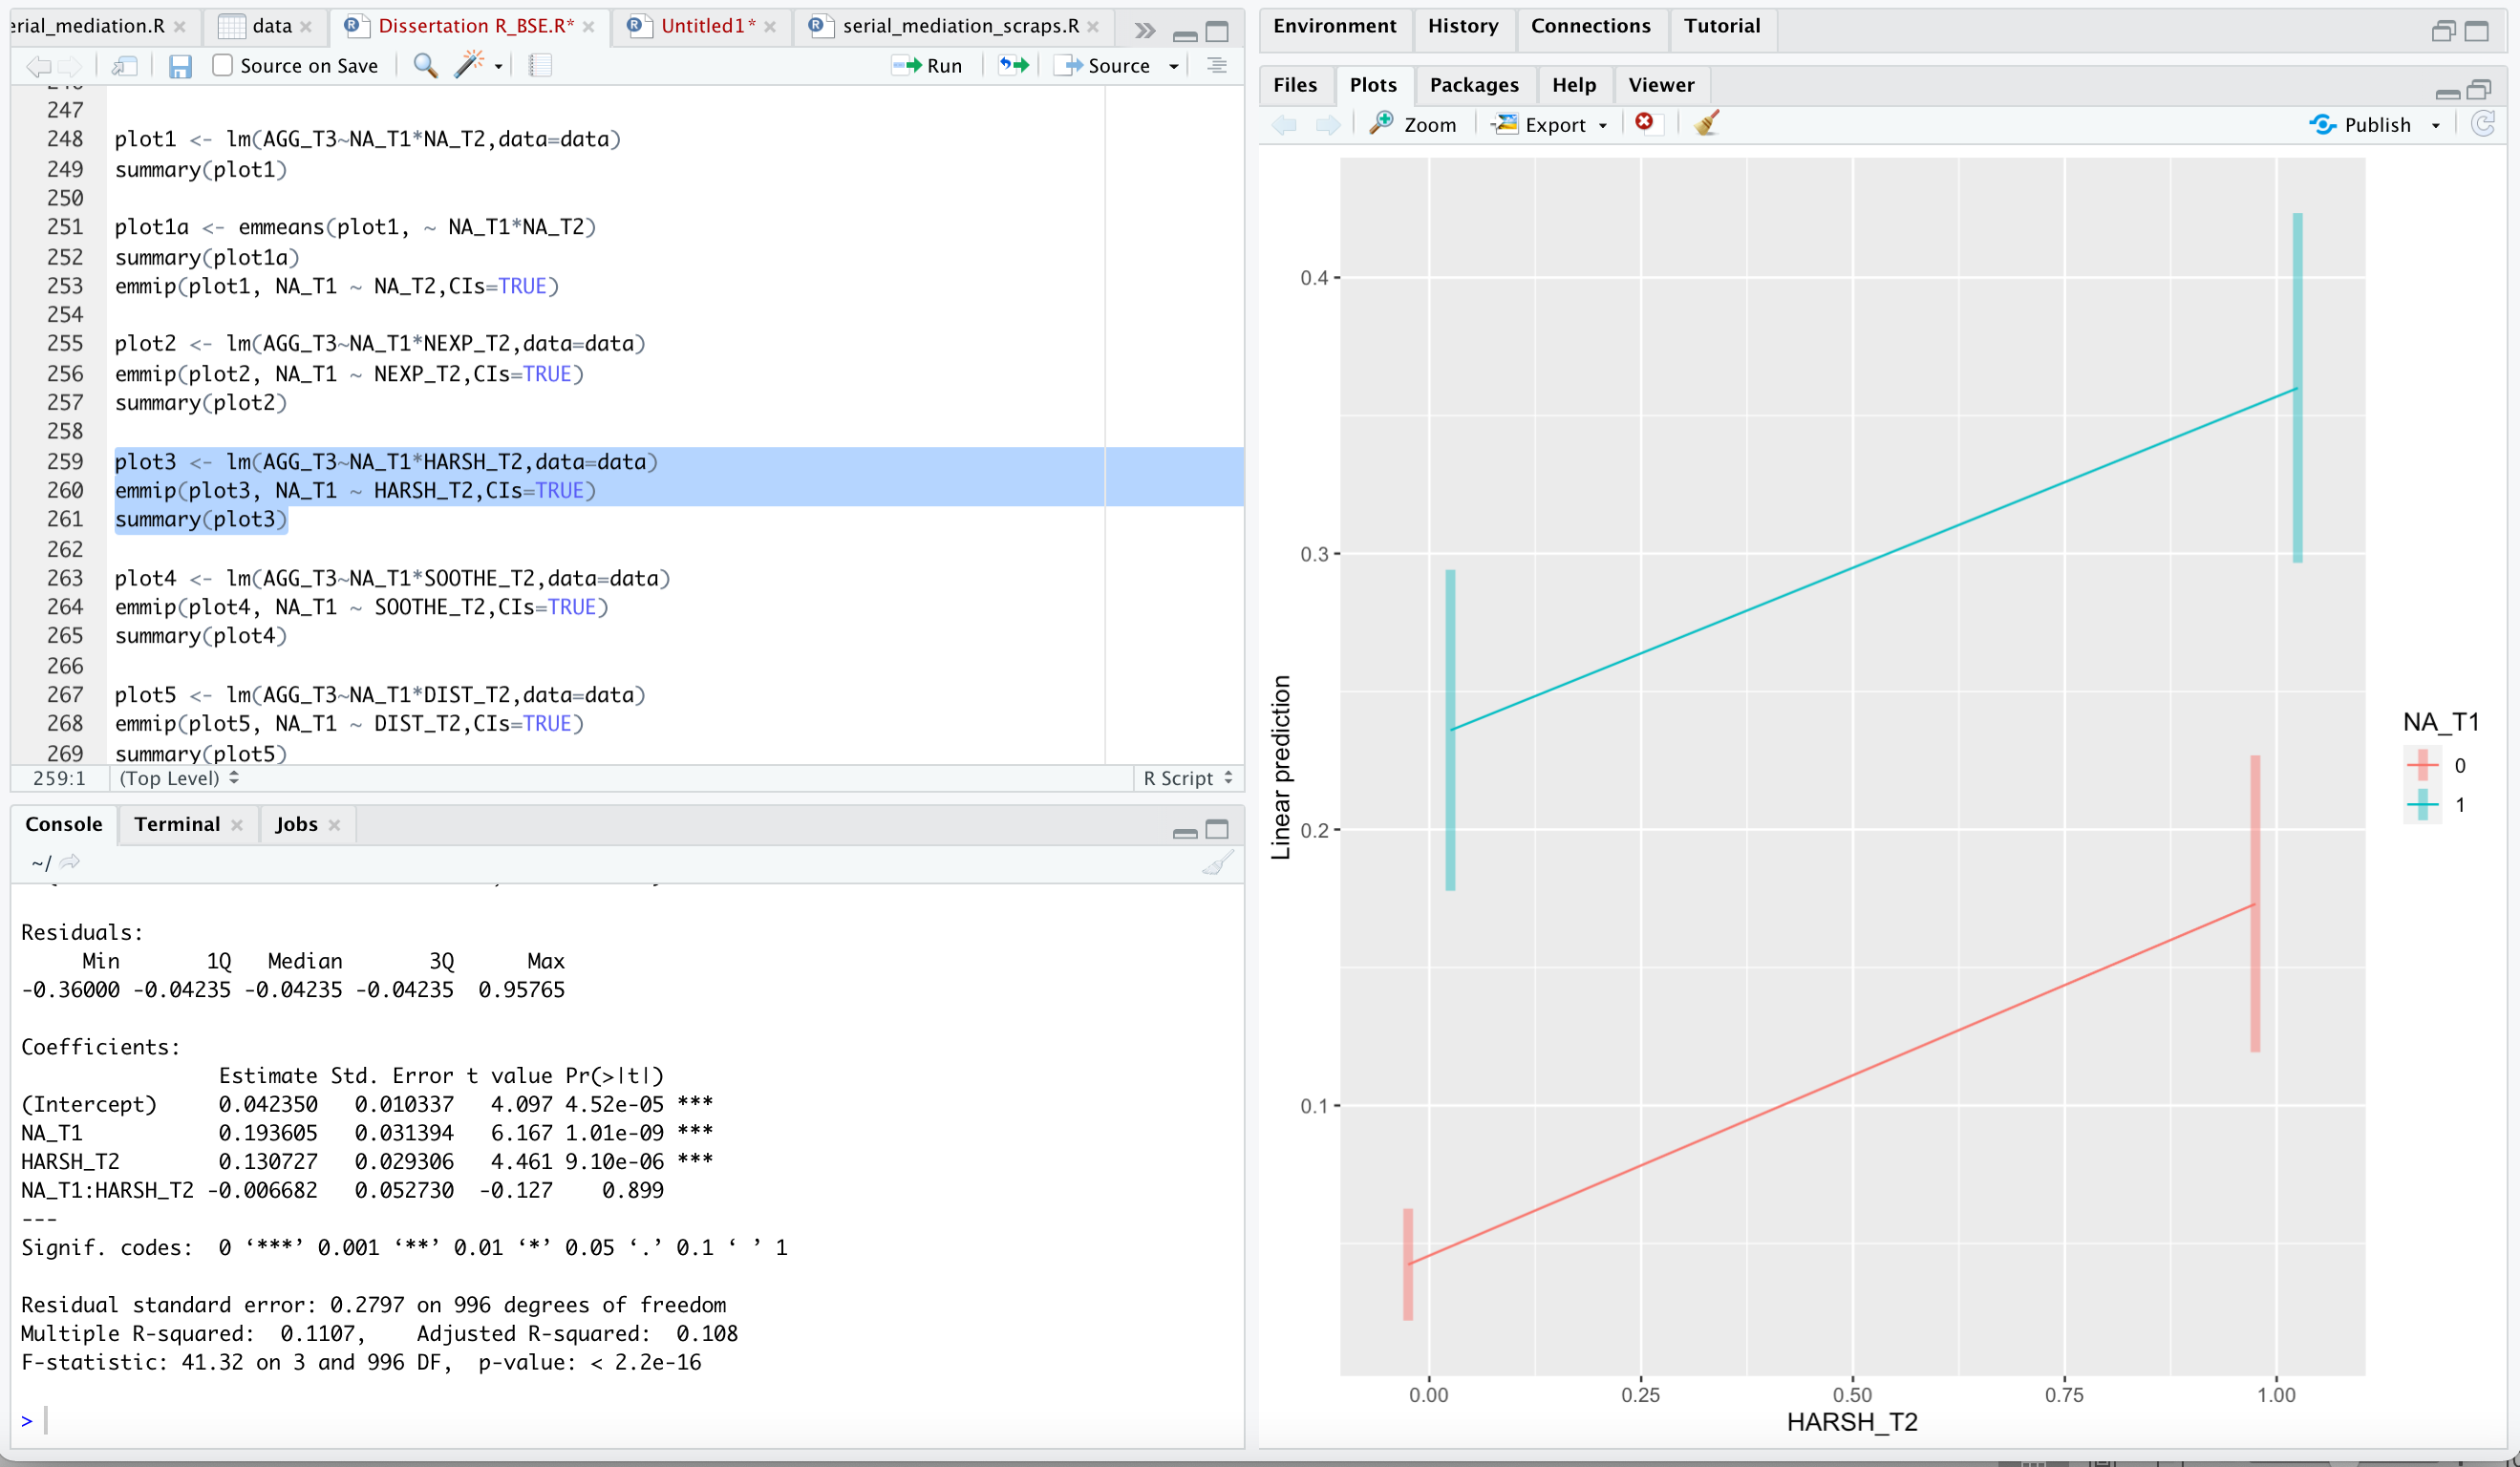 erial_mediation.R
data
Dissertation R_BSE.R*
Untitled1*
serial_mediation_scraps.R
Source on Save
Run
Source
247
248 plot1 <- lm(AGG_T3~NA_T1*NA_T2,data=data)
249 summary(plot1)
250
251 plot1a <- emmeans(plot1, ~ NA_T1*NA_T2)
252 summary(plot1a)
253 emmip(plot1, NA_T1 ~ NA_T2,CIs=TRUE)
254
255 plot2 <- lm(AGG_T3~NA_T1*NEXP_T2,data=data)
256 emmip(plot2, NA_T1 ~ NEXP_T2,CIs=TRUE)
257 summary(plot2)
258
259 plot3 <- lm(AGG_T3~NA_T1*HARSH_T2,data=data)
260 emmip(plot3, NA_T1 ~ HARSH_T2,CIs=TRUE)
261 summary(plot3)
262
263 plot4 <- lm(AGG_T3~NA_T1*SOOTHE_T2,data=data)
264 emmip(plot4, NA_T1 ~ SOOTHE_T2,CIs=TRUE)
265 summary(plot4)
266
267 plot5 <- lm(AGG_T3~NA_T1*DIST_T2,data=data)
268 emmip(plot5, NA_T1 ~ DIST_T2,CIs=TRUE)
269 summary(plot5)
259:1 (Top Level) R Script
Console Terminal Jobs
~/
Residuals:
Min 1Q Median 3Q Max
-0.36000 -0.04235 -0.04235 -0.04235 0.95765
Coefficients:
Estimate Std. Error t value Pr(>|t|)
(Intercept) 0.042350 0.010337 4.097 4.52e-05 ***
NA_T1 0.193605 0.031394 6.167 1.01e-09 ***
HARSH_T2 0.130727 0.029306 4.461 9.10e-06 ***
NA_T1:HARSH_T2 -0.006682 0.052730 -0.127 0.899
---
Signif. codes: 0 ‘***’ 0.001 ‘**’ 0.01 ‘*’ 0.05 ‘.’ 0.1 ‘ ’ 1
Residual standard error: 0.2797 on 996 degrees of freedom
Multiple R-squared: 0.1107, Adjusted R-squared: 0.108
F-statistic: 41.32 on 3 and 996 DF, p-value: < 2.2e-16
>
Environment History Connections Tutorial
Files Plots Packages Help Viewer
Zoom Export Publish
0.4
0.3
0.2
0.1
Linear prediction
0.00 0.25 0.50 0.75 1.00
HARSH_T2
NA_T1
0
1